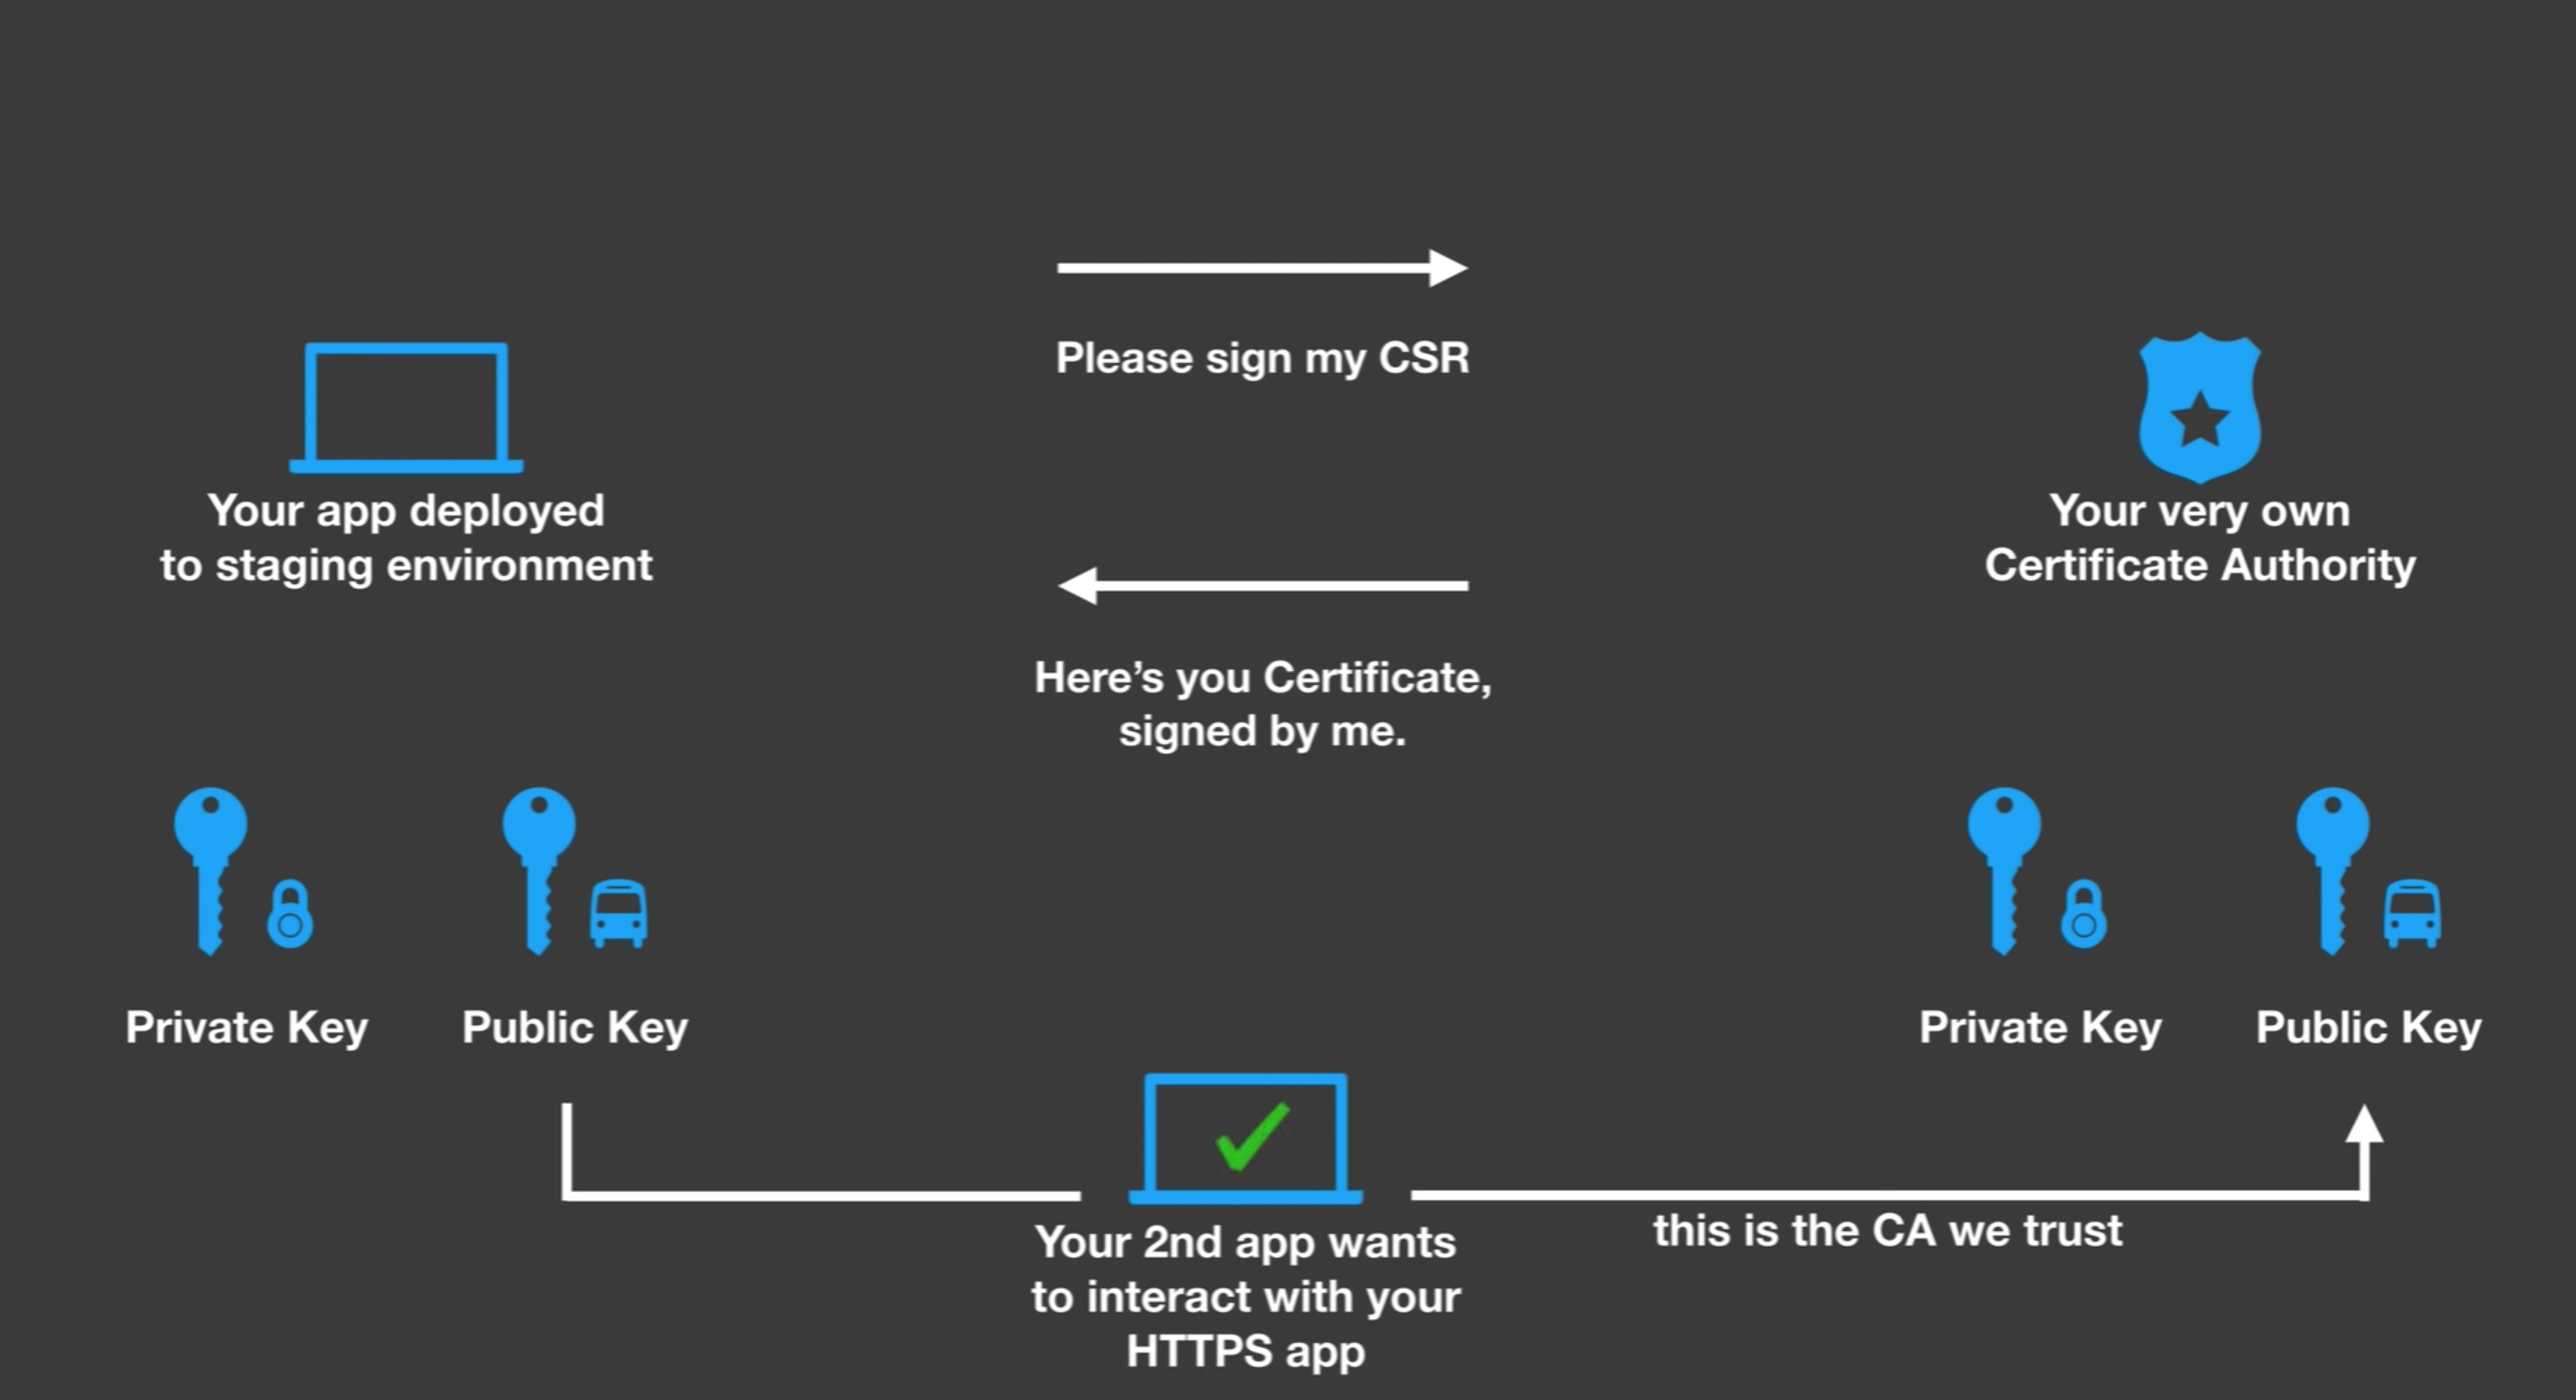 Please sign my CSR
Your app deployed
to staging environment
Your very own
Certificate Authority
Here’s you Certificate,
signed by me.
Private Key
Public Key
Private Key
Public Key
this is the CA we trust
Your 2nd app wants
to interact with your
HTTPS app